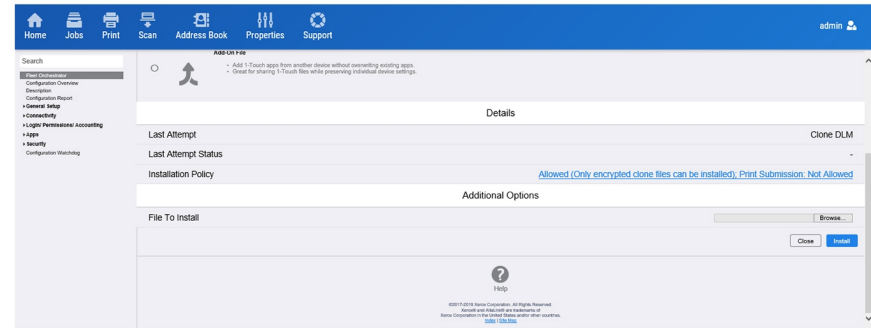 Home Jobs Print Scan Address Book Properties Support admin
Search
Fleet Orchestrator
Configuration Overview
Description
Configuration Report
General Setup
Connectivity
Login/ Permissions/ Accounting
Apps
Security
Configuration Watchdog
Add-On File
• Add 1-Touch apps from another device without overwriting existing apps.
• Great for sharing 1-Touch files while preserving individual device settings.
Details
Last Attempt Clone DLM
Last Attempt Status -
Installation Policy Allowed (Only encrypted clone files can be installed); Print Submission: Not Allowed
Additional Options
File To Install Browse...
Close Install
Help
©2017-2019 Xerox Corporation. All Rights Reserved.
Xerox® and AltaLink® are trademarks of
Xerox Corporation in the United States and/or other countries.
Index | Site Map